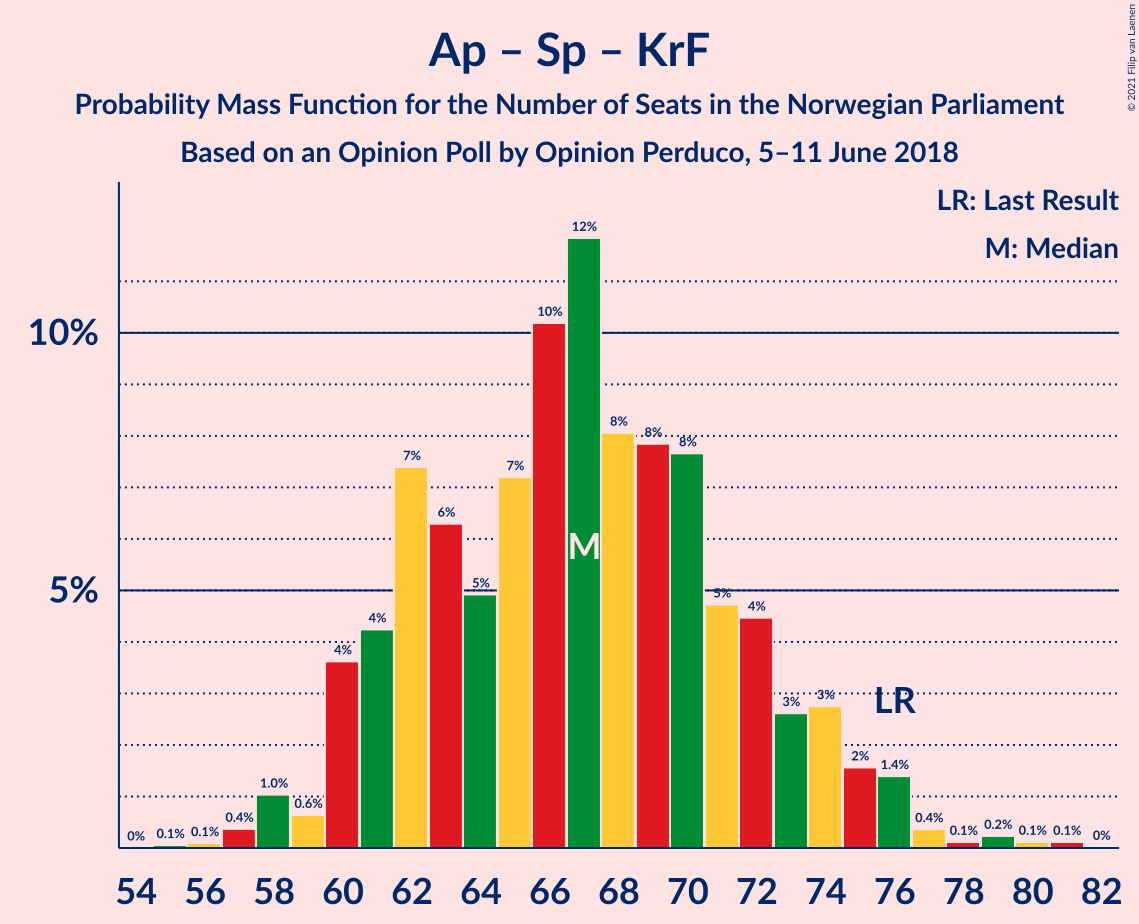 © 2021 Filip van Laenen
Ap – Sp – KrF
Probability Mass Function for the Number of Seats in the Norwegian Parliament
Based on an Opinion Poll by Opinion Perduco, 5–11 June 2018
LR: Last Result
M: Median
10%
5%
0% 0.1% 0.1% 0.4% 1.0% 0.6% 4% 4% 7% 6% 5% 7% 10% 12% 8% 8% 8% 5% 4% 3% 3% 2% 1.4% 0.4% 0.1% 0.2% 0.1% 0.1% 0%
M
LR
54 56 58 60 62 64 66 68 70 72 74 76 78 80 82